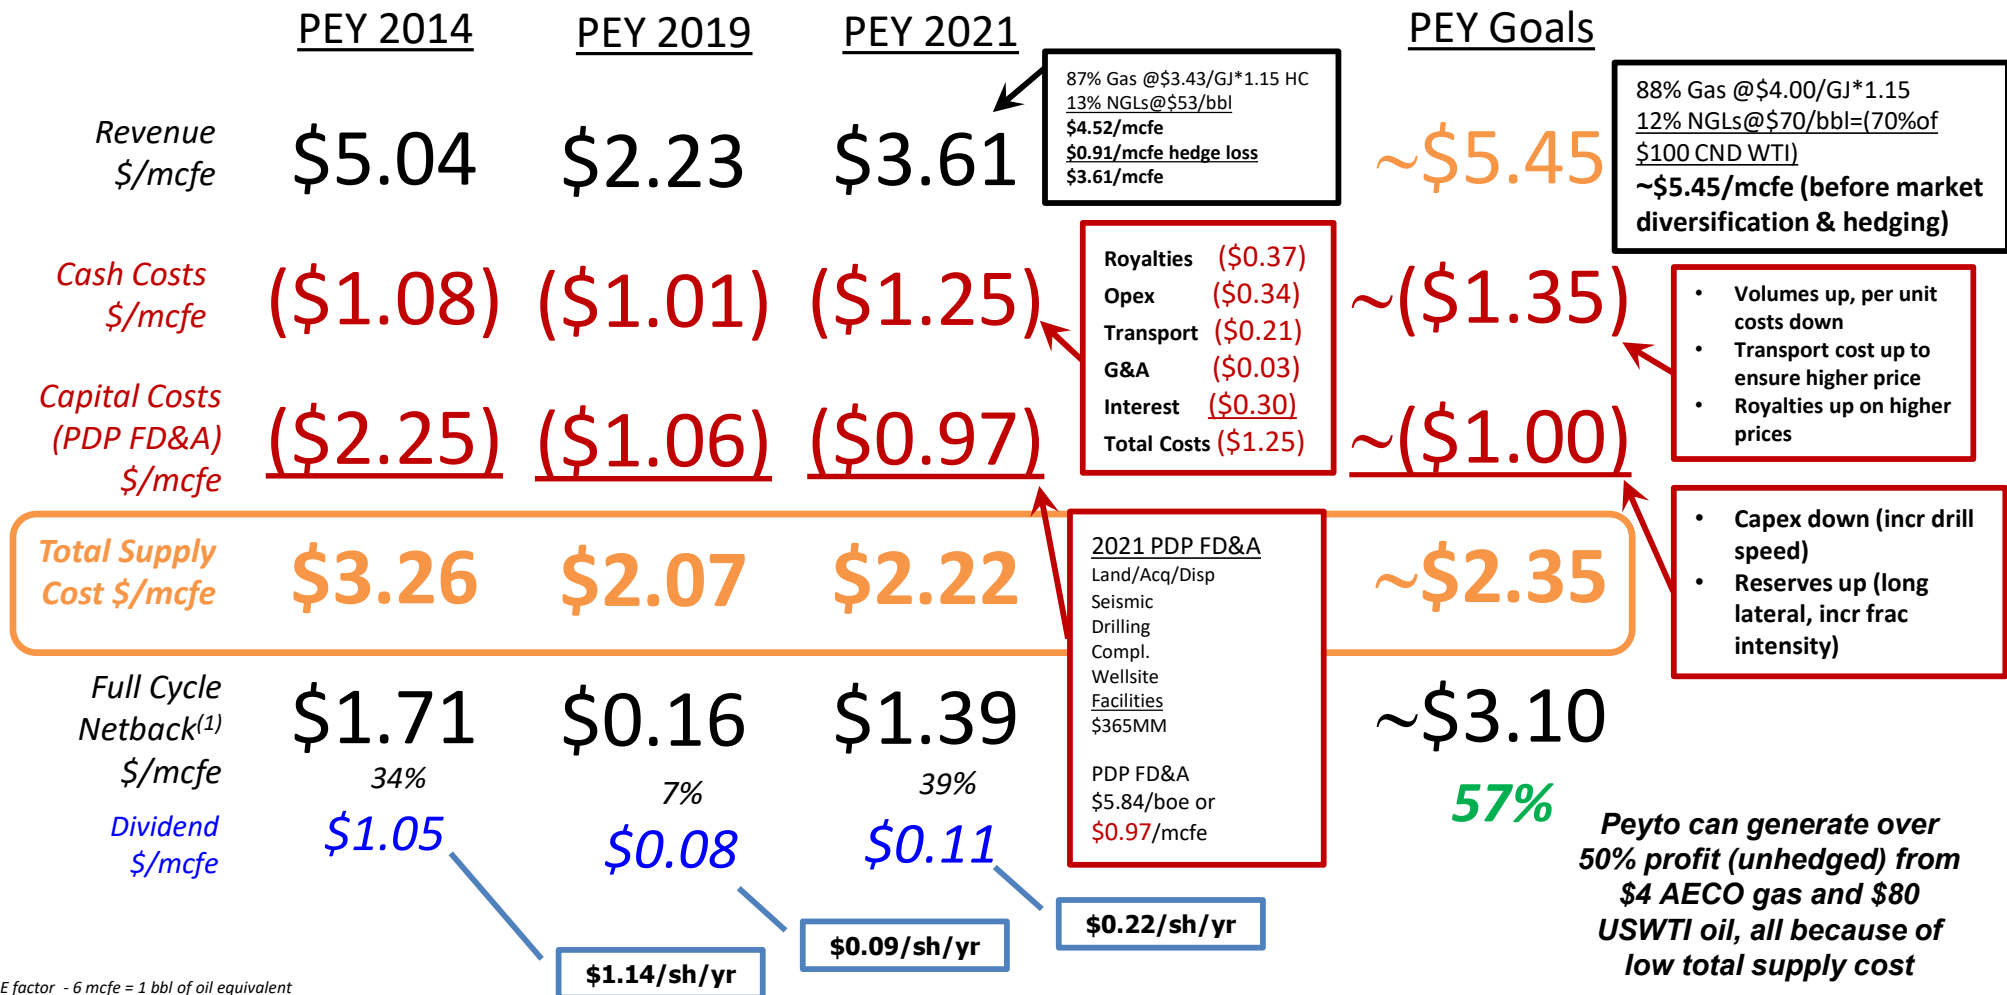 PEY 2014 PEY 2019 PEY 2021 PEY Goals
Revenue
$/mcfe
$5.04 $2.23 $3.61 ~$5.45
87% Gas @$3.43/GJ*1.15 HC
13% NGLs@$53/bbl
$4.52/mcfe
$0.91/mcfe hedge loss
$3.61/mcfe
88% Gas @$4.00/GJ*1.15
12% NGLs@$70/bbl=(70%of
$100 CND WTI)
~$5.45/mcfe (before market
diversification & hedging)
Cash Costs
$/mcfe
($1.08) ($1.01) ($1.25) ~($1.35)
Royalties ($0.37)
Opex ($0.34)
Transport ($0.21)
G&A ($0.03)
Interest ($0.30)
Total Costs ($1.25)
• Volumes up, per unit
costs down
• Transport cost up to
ensure higher price
• Royalties up on higher
prices
Capital Costs
(PDP FD&A)
$/mcfe
($2.25) ($1.06) ($0.97) ~($1.00)
Total Supply
Cost $/mcfe
$3.26 $2.07 $2.22 ~$2.35
2021 PDP FD&A
Land/Acq/Disp
Seismic
Drilling
Compl.
Wellsite
Facilities
$365MM
PDP FD&A
$5.84/boe or
$0.97/mcfe
• Capex down (incr drill
speed)
• Reserves up (long
lateral, incr frac
intensity)
Full Cycle
Netback(1)
$/mcfe
$1.71 $0.16 $1.39 ~$3.10
34% 7% 39% 57%
Dividend
$/mcfe
$1.05 $0.08 $0.11
$1.14/sh/yr
$0.09/sh/yr
$0.22/sh/yr
Peyto can generate over
50% profit (unhedged) from
$4 AECO gas and $80
USWTI oil, all because of
low total supply cost
E factor - 6 mcfe = 1 bbl of oil equivalent